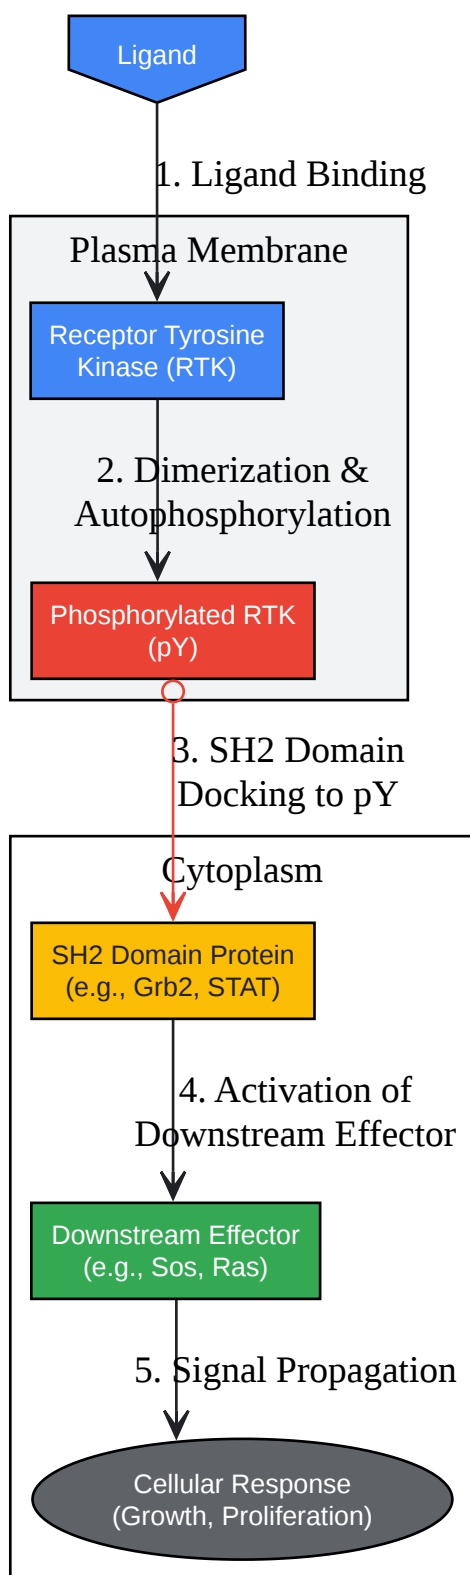 Ligand
1. Ligand Binding
Plasma Membrane
Receptor Tyrosine
Kinase (RTK)
2. Dimerization &
Autophosphorylation
Phosphorylated RTK
(pY)
3. SH2 Domain
Docking to pY
Cytoplasm
SH2 Domain Protein
(e.g., Grb2, STAT)
4. Activation of
Downstream Effector
Downstream Effector
(e.g., Sos, Ras)
5. Signal Propagation
Cellular Response
(Growth, Proliferation)